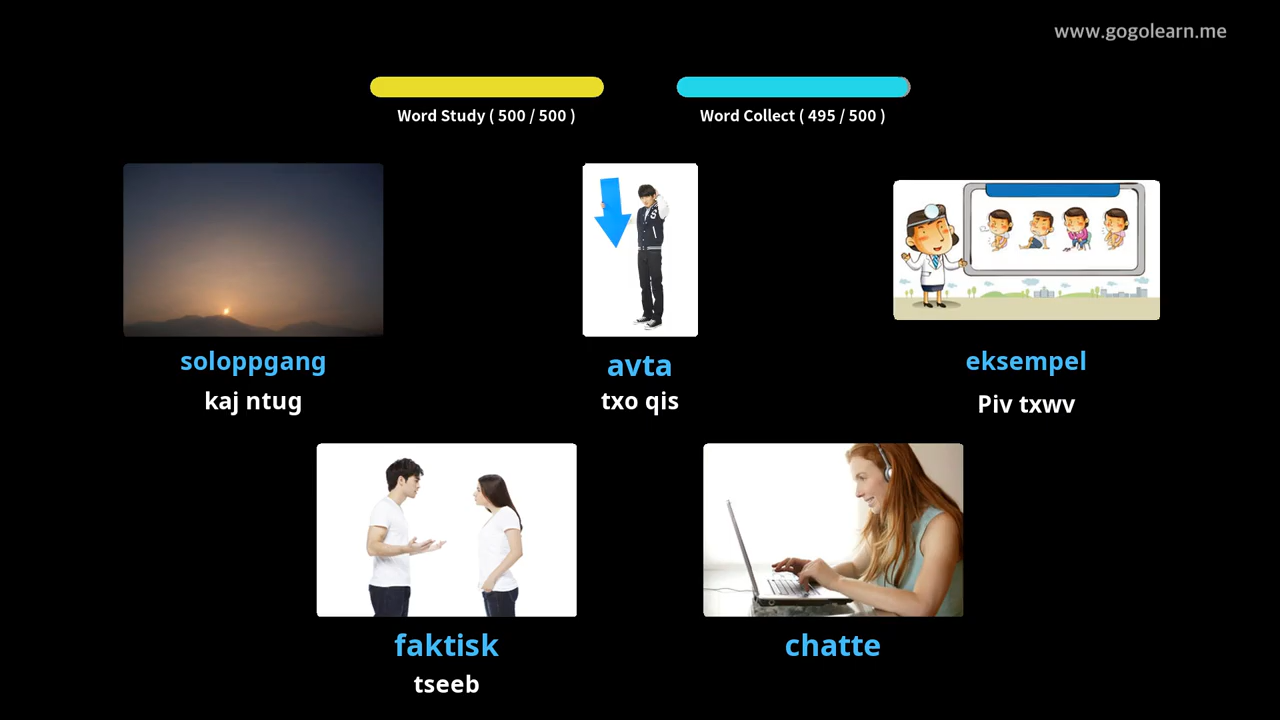 www.gogolearn.me
Word Study ( 500 / 500 )
Word Collect ( 495 / 500 )
soloppgang
avta
eksempel
kaj ntug
txo qis
Piv txwv
faktisk
chatte
tseeb